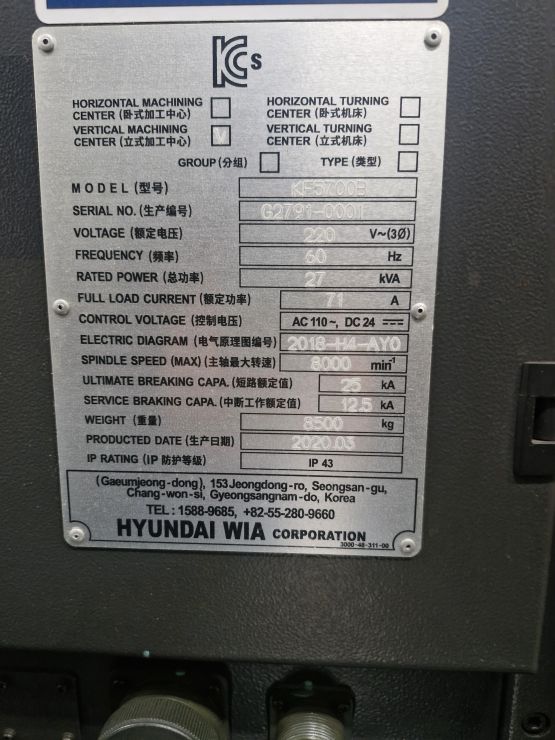 KCs
HORIZONTAL MACHINING CENTER (卧式加工中心)
HORIZONTAL TURNING CENTER (卧式机床)
VERTICAL MACHINING CENTER (立式加工中心) V
VERTICAL TURNING CENTER (立式机床)
GROUP (分组)
TYPE (类型)
MODEL (型号) KF5700B
SERIAL NO. (生产编号) G2791-0001
VOLTAGE (额定电压) 220 V~(3Ø)
FREQUENCY (频率) 60 Hz
RATED POWER (总功率) 27 kVA
FULL LOAD CURRENT (额定功率) 71 A
CONTROL VOLTAGE (控制电压) AC 110~, DC 24 ⎓
ELECTRIC DIAGRAM (电气原理图编号) 2018-H4-AY0
SPINDLE SPEED (MAX) (主轴最大转速) 8000 min⁻¹
ULTIMATE BREAKING CAPA. (短路额定值) 25 kA
SERVICE BRAKING CAPA. (中断工作额定值) 12.5 kA
WEIGHT (重量) 8500 kg
PRODUCTED DATE (生产日期) 2020.03
IP RATING (IP 防护等级) IP 43
(Gaeumjeong-dong), 153 Jeongdong-ro, Seongsan-gu,
Chang-won-si, Gyeongsangnam-do, Korea
TEL : 1588-9685, +82-55-280-9660
HYUNDAI WIA CORPORATION
3000-48-311-00